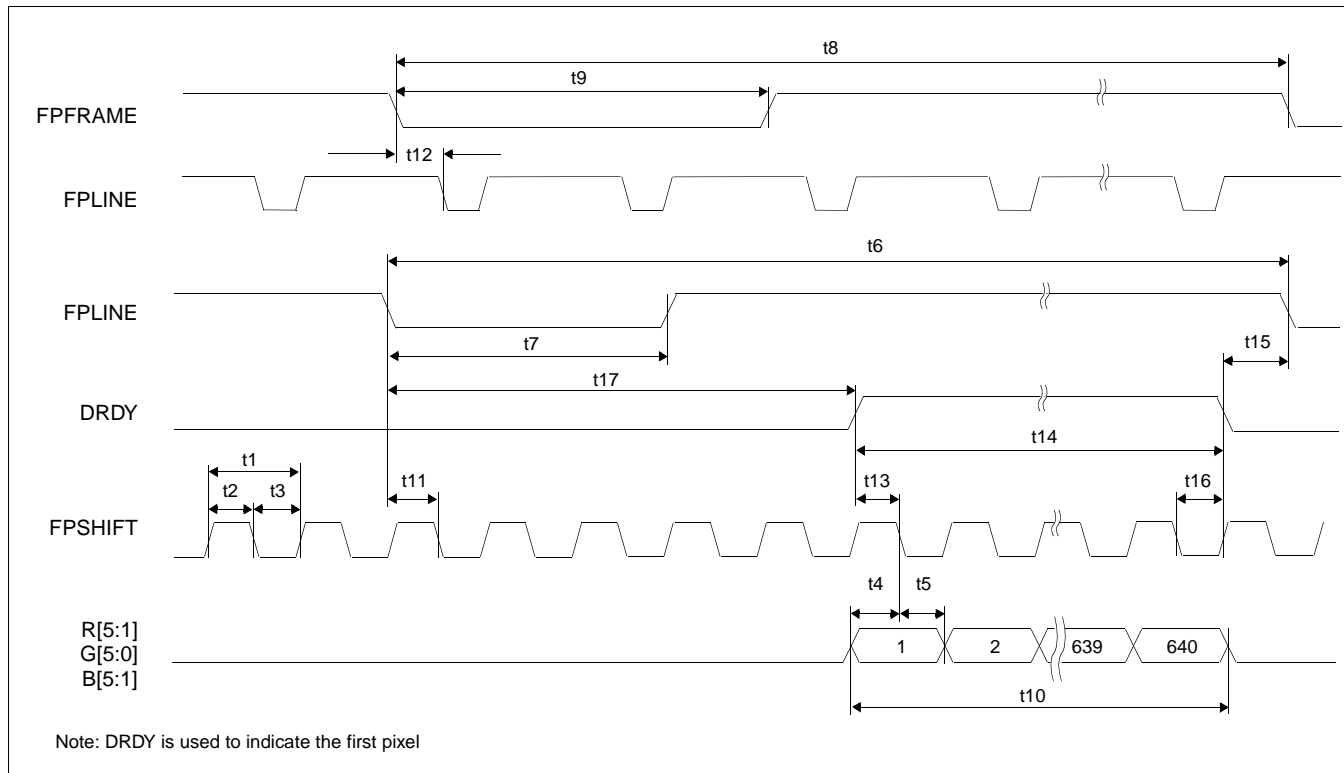 t8
t9
FPFRAME
t12
FPLINE
t6
FPLINE
t7
t15
t17
DRDY
t14
t1
t11
t13
t16
t2 t3
FPSHIFT
t4 t5
R[5:1]
G[5:0]
B[5:1]
1 2 639 640
t10
Note: DRDY is used to indicate the first pixel